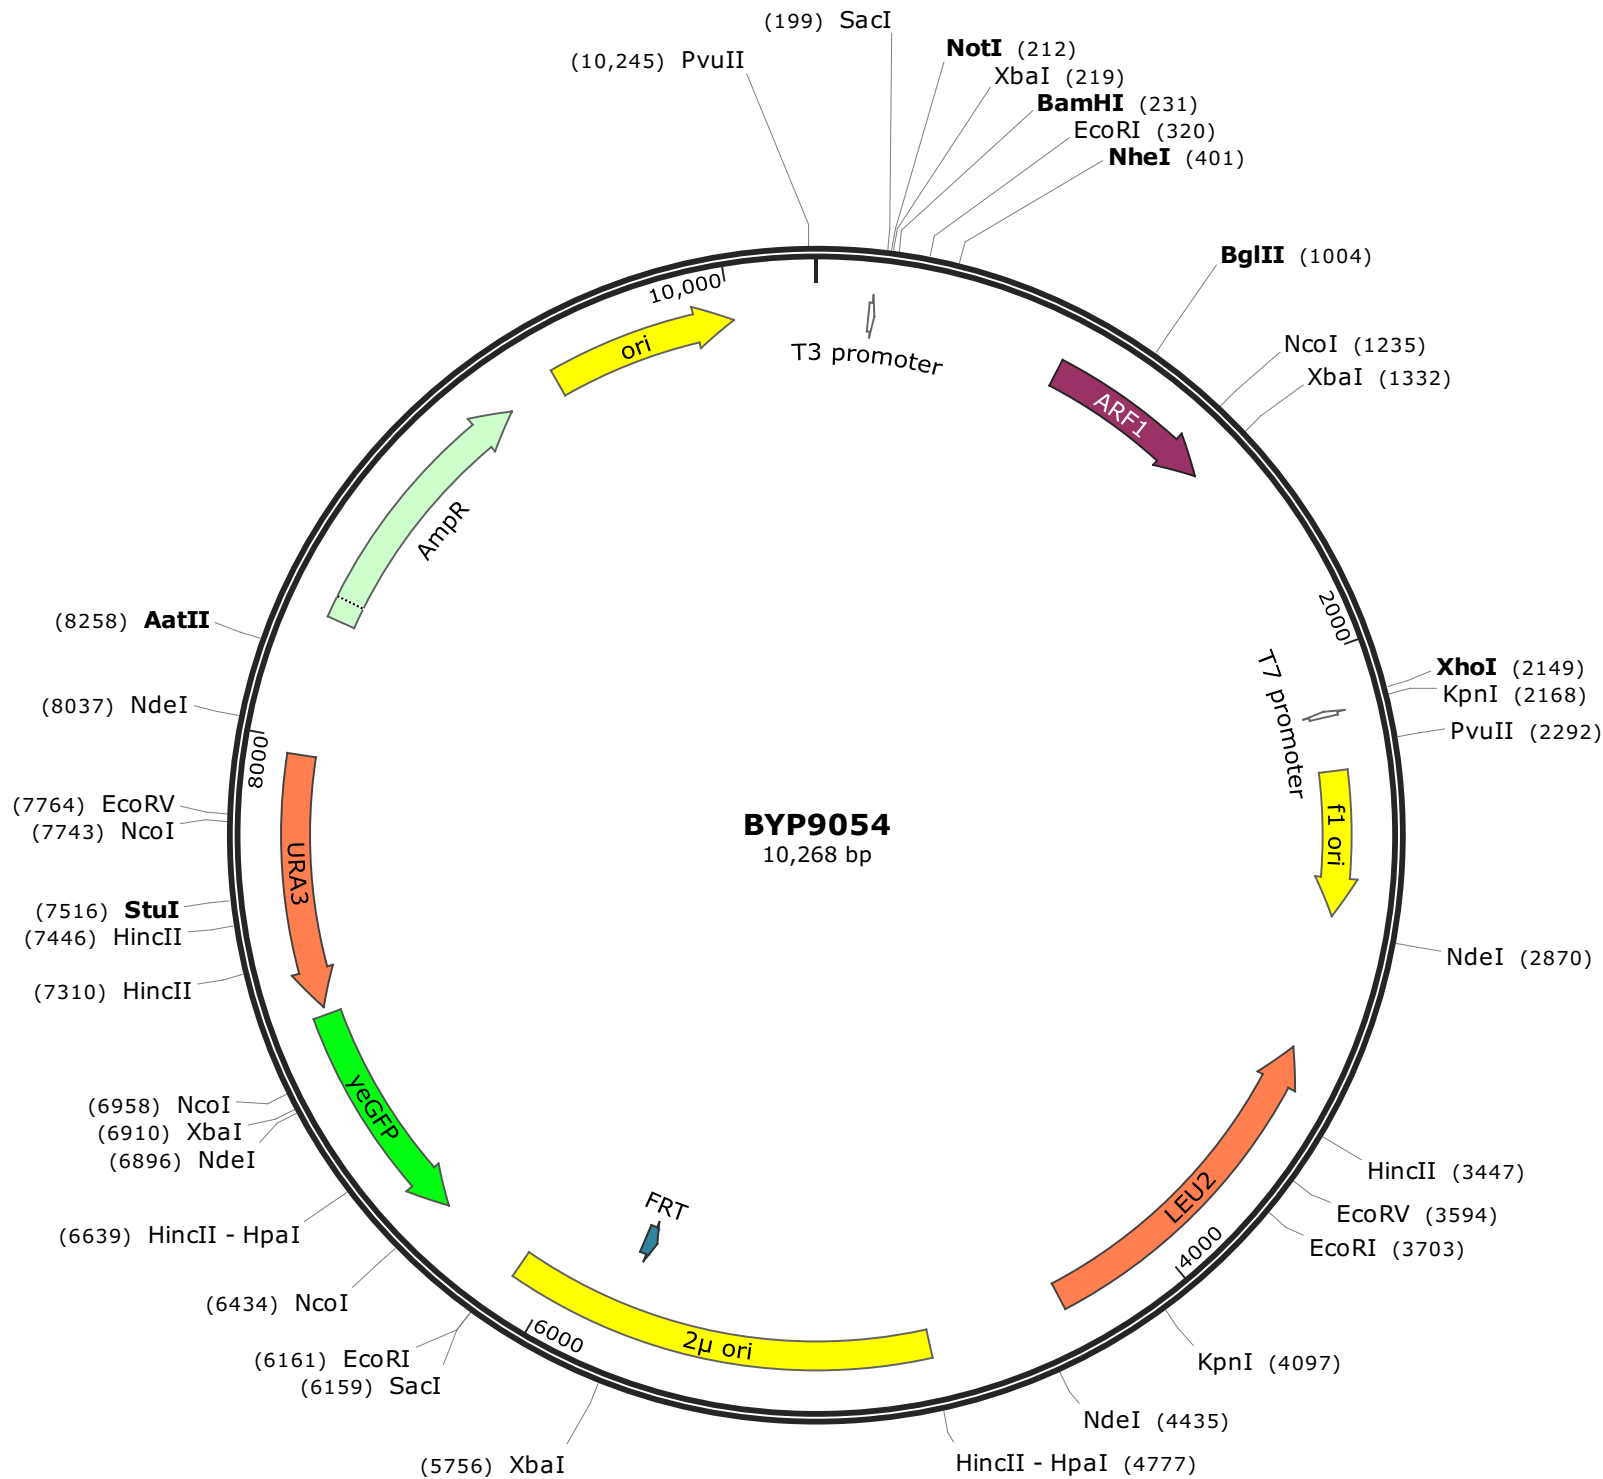 (199) SacI
(10,245) PvuII
NotI (212)
XbaI (219)
BamHI (231)
EcoRI (320)
NheI (401)
BglII (1004)
NcoI (1235)
XbaI (1332)
XhoI (2149)
KpnI (2168)
PvuII (2292)
NdeI (2870)
HincII (3447)
EcoRV (3594)
EcoRI (3703)
KpnI (4097)
NdeI (4435)
HincII - HpaI (4777)
(5756) XbaI
(6159) SacI
(6161) EcoRI
(6434) NcoI
(6639) HincII - HpaI
(6896) NdeI
(6910) XbaI
(6958) NcoI
(7310) HincII
(7446) HincII
(7516) StuI
(7743) NcoI
(7764) EcoRV
(8037) NdeI
(8258) AatII
10,000
2000
4000
6000
8000
T3 promoter
ARF1
T7 promoter
f1 ori
LEU2
2μ ori
FRT
yeGFP
URA3
AmpR
ori
BYP9054
10,268 bp